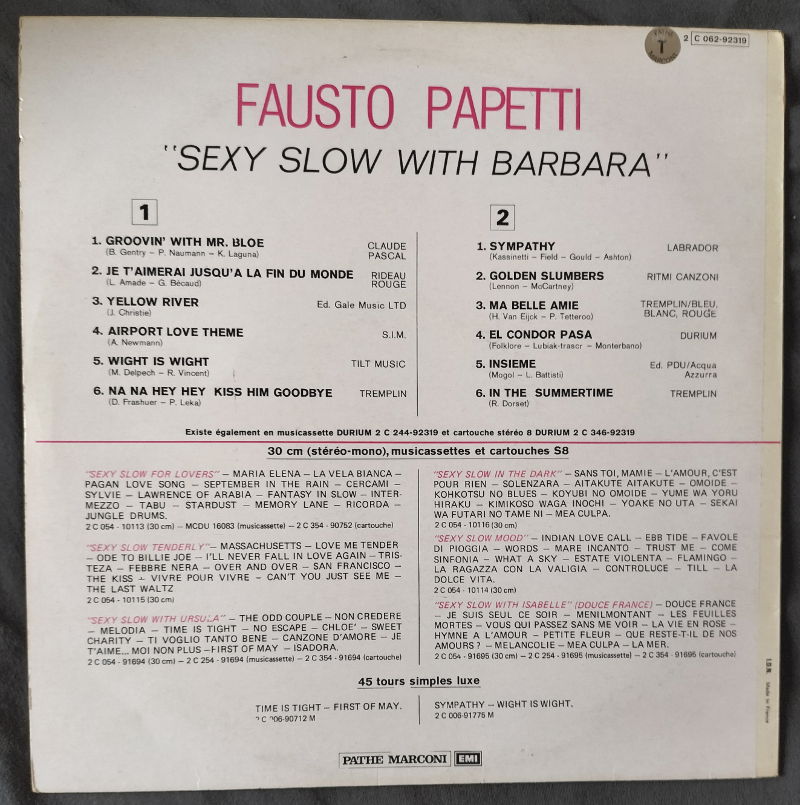 PATHE
T
MARCONI
2 C 062-92319
FAUSTO PAPETTI
"SEXY SLOW WITH BARBARA"
1
1. GROOVIN' WITH MR. BLOE
(B. Gentry – P. Naumann – K. Laguna)
CLAUDE
PASCAL
2. JE T'AIMERAI JUSQU'A LA FIN DU MONDE
(L. Amade – G. Bécaud)
RIDEAU
ROUGE
3. YELLOW RIVER
(J. Christie)
Ed. Gale Music LTD
4. AIRPORT LOVE THEME
(A. Newmann)
S.I.M.
5. WIGHT IS WIGHT
(M. Delpech – R. Vincent)
TILT MUSIC
6. NA NA HEY HEY KISS HIM GOODBYE
(D. Frashuer – P. Leka)
TREMPLIN
2
1. SYMPATHY
(Kassinetti – Field – Gould – Ashton)
LABRADOR
2. GOLDEN SLUMBERS
(Lennon – McCartney)
RITMI CANZONI
3. MA BELLE AMIE
(H. Van Eijck – P. Tetteroo)
TREMPLIN/BLEU,
BLANC, ROUGE
4. EL CONDOR PASA
(Folklore – Lubiak-trascr – Monterbano)
DURIUM
5. INSIEME
(Mogol – L. Battisti)
Ed. PDU/Acqua
Azzurra
6. IN THE SUMMERTIME
(R. Dorset)
TREMPLIN
Existe également en musicassette DURIUM 2 C 244-92319 et cartouche stéréo 8 DURIUM 2 C 346-92319
30 cm (stéréo-mono), musicassettes et cartouches S8
"SEXY SLOW FOR LOVERS" – MARIA ELENA – LA VELA BIANCA –
PAGAN LOVE SONG – SEPTEMBER IN THE RAIN – CERCAMI –
SYLVIE – LAWRENCE OF ARABIA – FANTASY IN SLOW – INTER-
MEZZO – TABU – STARDUST – MEMORY LANE – RICORDA –
JUNGLE DRUMS.
2 C 054 - 10113 (30 cm) – MCDU 16083 (musicassette) – 2 C 354 - 90752 (cartouche)
"SEXY SLOW TENDERLY" – MASSACHUSETTS – LOVE ME TENDER
– ODE TO BILLIE JOE – I'LL NEVER FALL IN LOVE AGAIN – TRIS-
TEZA – FEBBRE NERA – OVER AND OVER – SAN FRANCISCO –
THE KISS – VIVRE POUR VIVRE – CAN'T YOU JUST SEE ME –
THE LAST WALTZ
2 C 054 - 10115 (30 cm)
"SEXY SLOW WITH URSULA" – THE ODD COUPLE – NON CREDERE
– MELODIA – TIME IS TIGHT – NO ESCAPE – CHLOE' – SWEET
CHARITY – TI VOGLIO TANTO BENE – CANZONE D'AMORE – JE
T'AIME... MOI NON PLUS – FIRST OF MAY – ISADORA.
2 C 054 - 91694 (30 cm) – 2 C 254 - 91694 (musicassette) – 2 C 354 - 91694 (cartouche)
"SEXY SLOW IN THE DARK" – SANS TOI, MAMIE – L'AMOUR, C'EST
POUR RIEN – SOLENZARA – AITAKUTE AITAKUTE – OMOIDE –
KOHKOTSU NO BLUES – KOYUBI NO OMOIDE – YUME WA YORU
HIRAKU – KIMIKOSO WAGA INOCHI – YOAKE NO UTA – SEKAI
WA FUTARI NO TAME NI – MEA CULPA.
2 C 054 - 10116 (30 cm)
"SEXY SLOW MOOD" – INDIAN LOVE CALL – EBB TIDE – FAVOLE
DI PIOGGIA – WORDS – MARE INCANTO – TRUST ME – COME
SINFONIA – WHAT A SKY – ESTATE VIOLENTA – FLAMINGO –
LA RAGAZZA CON LA VALIGIA – CONTROLUCE – TILL – LA
DOLCE VITA.
2 C 054 - 10114 (30 cm)
"SEXY SLOW WITH ISABELLE" (DOUCE FRANCE) – DOUCE FRANCE
– JE SUIS SEUL CE SOIR – MENILMONTANT – LES FEUILLES
MORTES – VOUS QUI PASSEZ SANS ME VOIR – LA VIE EN ROSE –
HYMNE A L'AMOUR – PETITE FLEUR – QUE RESTE-T-IL DE NOS
AMOURS ? – MELANCOLIE – MEA CULPA – LA MER.
2 C 054 - 91695 (30 cm) – 2 C 254 - 91695 (musicassette) – 2 C 354 - 91695 (cartouche)
45 tours simples luxe
TIME IS TIGHT – FIRST OF MAY.
2 C 006-90712 M
SYMPATHY – WIGHT IS WIGHT.
2 C 006-91775 M
PATHE MARCONI EMI
Made in France